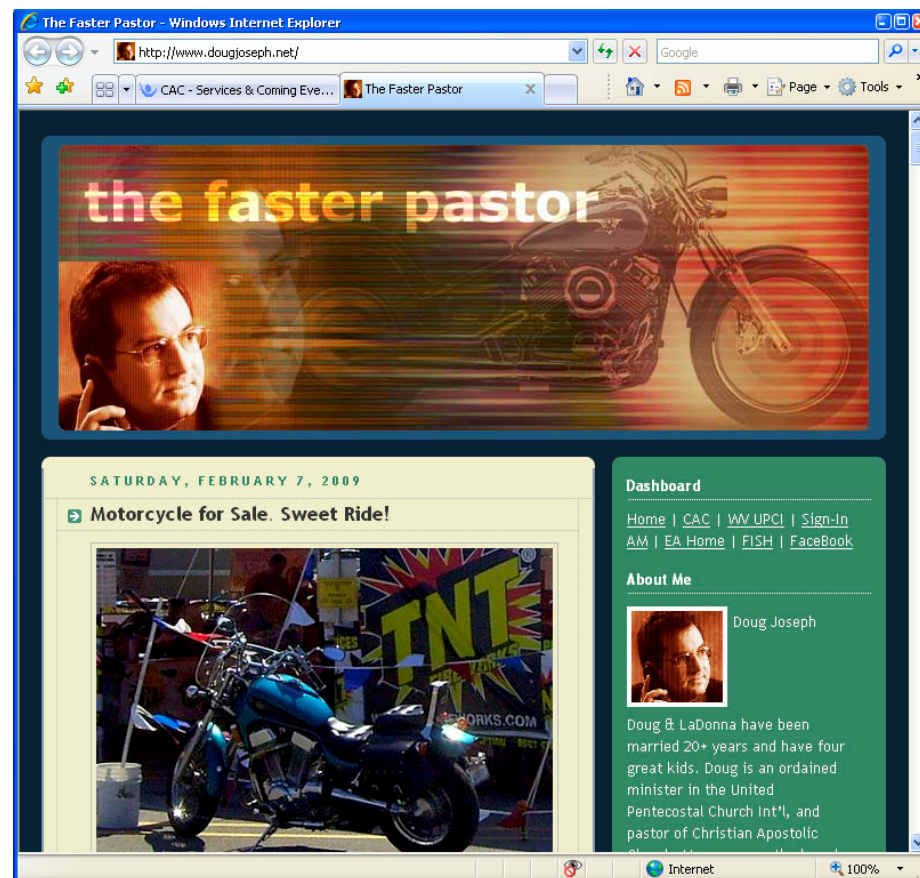 The Faster Pastor - Windows Internet Explorer
http://www.dougjoseph.net/
Google
CAC - Services & Coming Eve...
The Faster Pastor
Page
Tools
the faster pastor
SATURDAY, FEBRUARY 7, 2009
Motorcycle for Sale. Sweet Ride!
TNT
WORKS.COM
Dashboard
Home | CAC | WV UPCI | Sign-In
AM | EA Home | FISH | FaceBook
About Me
Doug Joseph
Doug & LaDonna have been
married 20+ years and have four
great kids. Doug is an ordained
minister in the United
Pentecostal Church Int'l, and
pastor of Christian Apostolic
Internet
100%